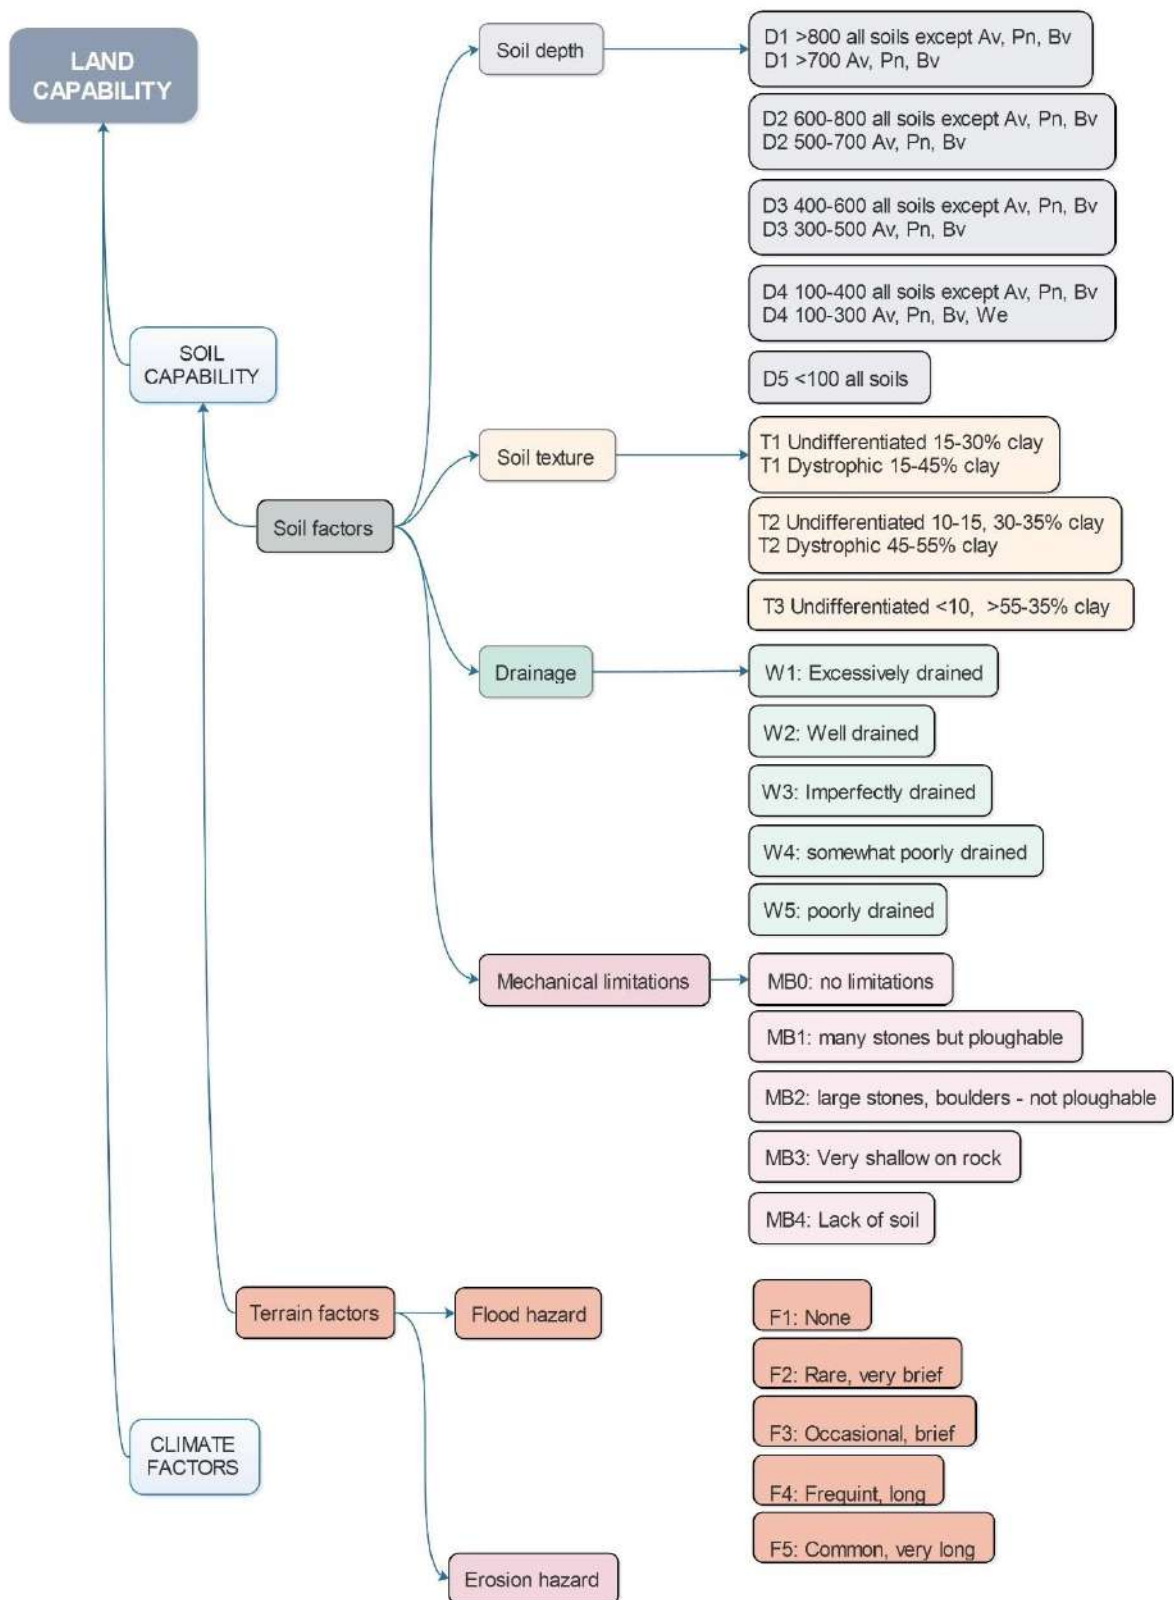 LAND
CAPABILITY
SOIL
CAPABILITY
CLIMATE
FACTORS
Soil factors
Terrain factors
Soil depth
D1 >800 all soils except Av, Pn, Bv
D1 >700 Av, Pn, Bv
D2 600-800 all soils except Av, Pn, Bv
D2 500-700 Av, Pn, Bv
D3 400-600 all soils except Av, Pn, Bv
D3 300-500 Av, Pn, Bv
D4 100-400 all soils except Av, Pn, Bv
D4 100-300 Av, Pn, Bv, We
D5 <100 all soils
Soil texture
T1 Undifferentiated 15-30% clay
T1 Dystrophic 15-45% clay
T2 Undifferentiated 10-15, 30-35% clay
T2 Dystrophic 45-55% clay
T3 Undifferentiated <10, >55-35% clay
Drainage
W1: Excessively drained
W2: Well drained
W3: Imperfectly drained
W4: somewhat poorly drained
W5: poorly drained
Mechanical limitations
MB0: no limitations
MB1: many stones but ploughable
MB2: large stones, boulders - not ploughable
MB3: Very shallow on rock
MB4: Lack of soil
Flood hazard
F1: None
F2: Rare, very brief
F3: Occasional, brief
F4: Frequint, long
F5: Common, very long
Erosion hazard